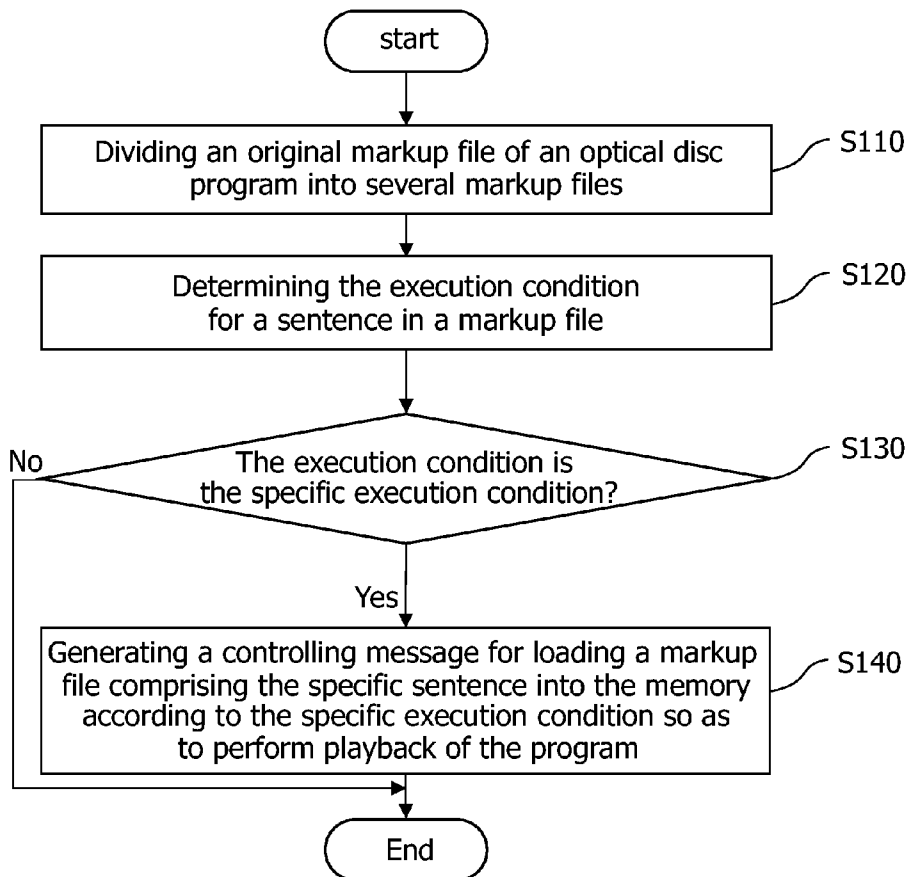 start
Dividing an original markup file of an optical disc
program into several markup files
S110
Determining the execution condition
for a sentence in a markup file
S120
The execution condition is
the specific execution condition?
S130
No
Yes
Generating a controlling message for loading a markup
file comprising the specific sentence into the memory
according to the specific execution condition so as
to perform playback of the program
S140
End